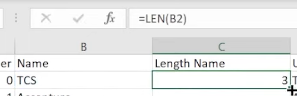 fx =LEN(B2)
B C
er Name Length Name
0 TCS 3